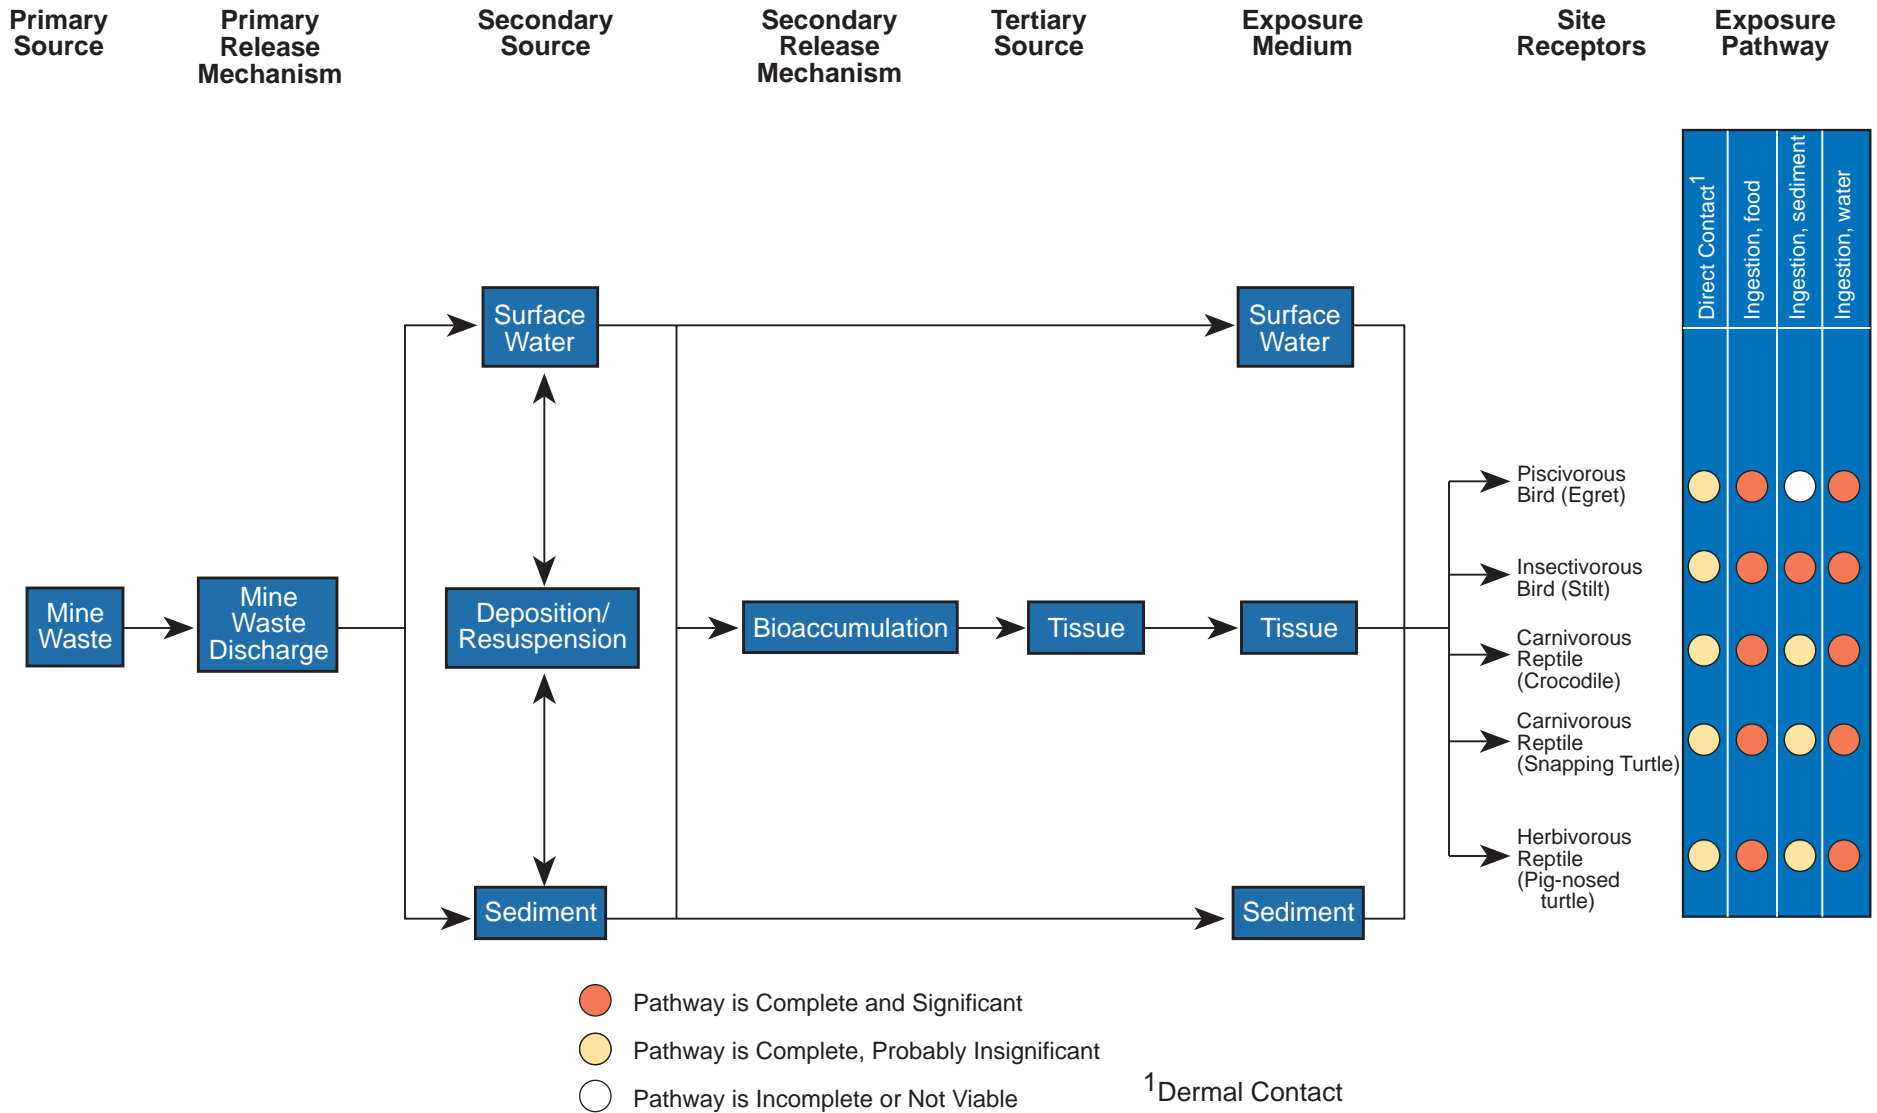 Primary
Source
Primary
Release
Mechanism
Secondary
Source
Secondary
Release
Mechanism
Tertiary
Source
Exposure
Medium
Site
Receptors
Exposure
Pathway
Direct Contact1
Ingestion, food
Ingestion, sediment
Ingestion, water
Surface
Water
Surface
Water
Piscivorous
Bird (Egret)
Insectivorous
Bird (Stilt)
Mine
Waste
Mine
Waste
Discharge
Deposition/
Resuspension
Bioaccumulation
Tissue
Tissue
Carnivorous
Reptile
(Crocodile)
Carnivorous
Reptile
(Snapping Turtle)
Herbivorous
Reptile
(Pig-nosed
turtle)
Sediment
Sediment
Pathway is Complete and Significant
Pathway is Complete, Probably Insignificant
Pathway is Incomplete or Not Viable
1Dermal Contact